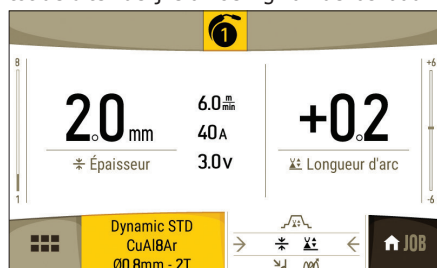 1
8
+6
2.0 mm
6.0 m/min
40 A
3.0 V
+0.2
Épaisseur
Longueur d'arc
1
-6
Dynamic STD
CuAl8Ar
Ø0.8mm - 2T
JOB